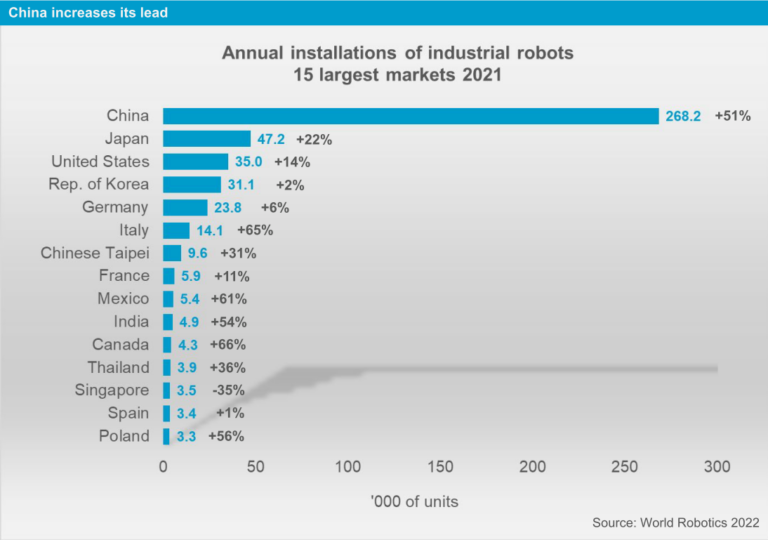 China increases its lead
Annual installations of industrial robots
15 largest markets 2021
China 268.2 +51%
Japan 47.2 +22%
United States 35.0 +14%
Rep. of Korea 31.1 +2%
Germany 23.8 +6%
Italy 14.1 +65%
Chinese Taipei 9.6 +31%
France 5.9 +11%
Mexico 5.4 +61%
India 4.9 +54%
Canada 4.3 +66%
Thailand 3.9 +36%
Singapore 3.5 -35%
Spain 3.4 +1%
Poland 3.3 +56%
0 50 100 150 200 250 300
'000 of units
Source: World Robotics 2022